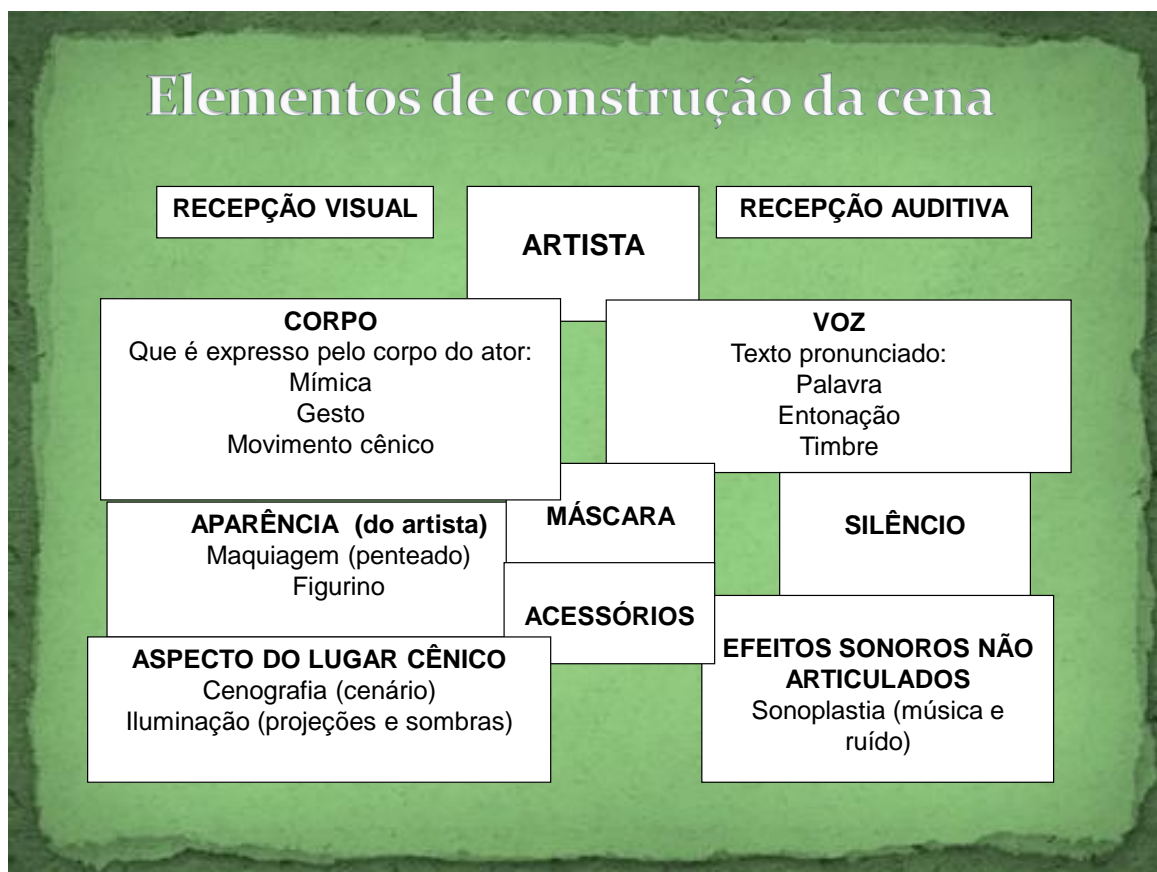 Elementos de construção da cena
RECEPÇÃO VISUAL
ARTISTA
RECEPÇÃO AUDITIVA
CORPO
Que é expresso pelo corpo do ator:
Mímica
Gesto
Movimento cênico
VOZ
Texto pronunciado:
Palavra
Entonação
Timbre
APARÊNCIA (do artista)
Maquiagem (penteado)
Figurino
MÁSCARA
SILÊNCIO
ACESSÓRIOS
ASPECTO DO LUGAR CÊNICO
Cenografia (cenário)
Iluminação (projeções e sombras)
EFEITOS SONOROS NÃO
ARTICULADOS
Sonoplastia (música e
ruído)